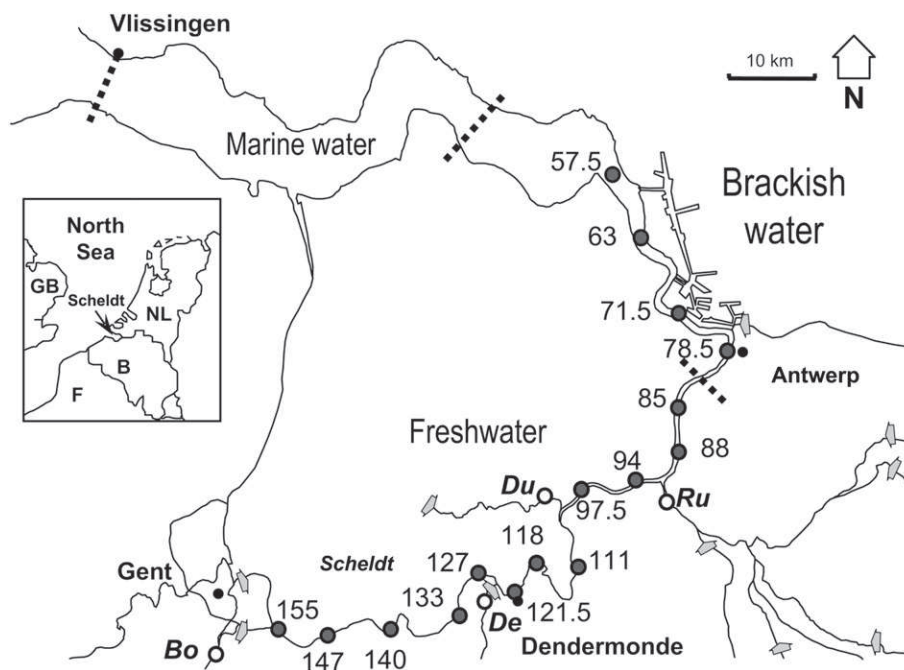 Vlissingen
10 km
N
Marine water
57.5
Brackish
water
North
Sea
GB
Scheldt
NL
B
F
63
71.5
78.5
Antwerp
85
Freshwater
88
94
Du
97.5
Ru
118
111
Scheldt
127
Gent
133
De
121.5
155
Dendermonde
Bo
147
140